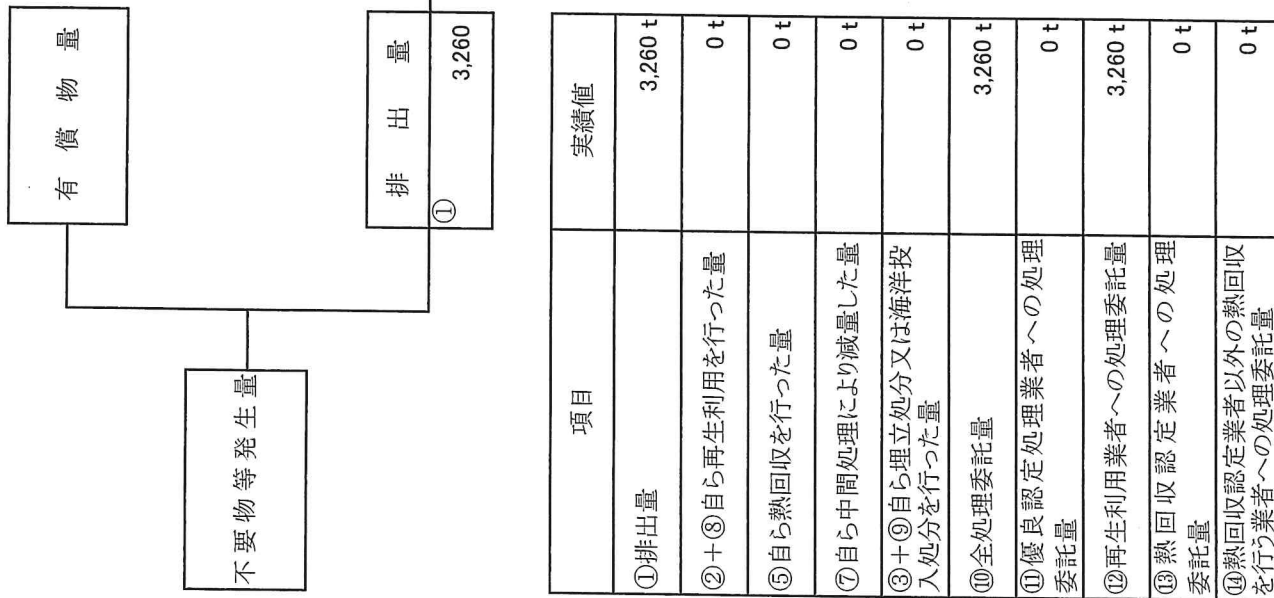 有償物量
不要物等発生量
排出量
①
3,260
項目
実績値
①排出量
3,260 t
②+⑧自ら再生利用を行った量
0 t
⑤自ら熱回収を行った量
0 t
⑦自ら中間処理により減量した量
0 t
③+⑨自ら埋立処分又は海洋投
入処分を行った量
0 t
⑩全処理委託量
3,260 t
⑪優良認定処理業者への処理
委託量
0 t
⑫再生利用業者への処理委託量
3,260 t
⑬熱回収認定業者への処理
委託量
0 t
⑭熱回収認定業者以外の熱回収
を行う業者への処理委託量
0 t